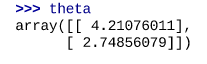 >>> theta
array([[ 4.21076011],
       [ 2.74856079]])